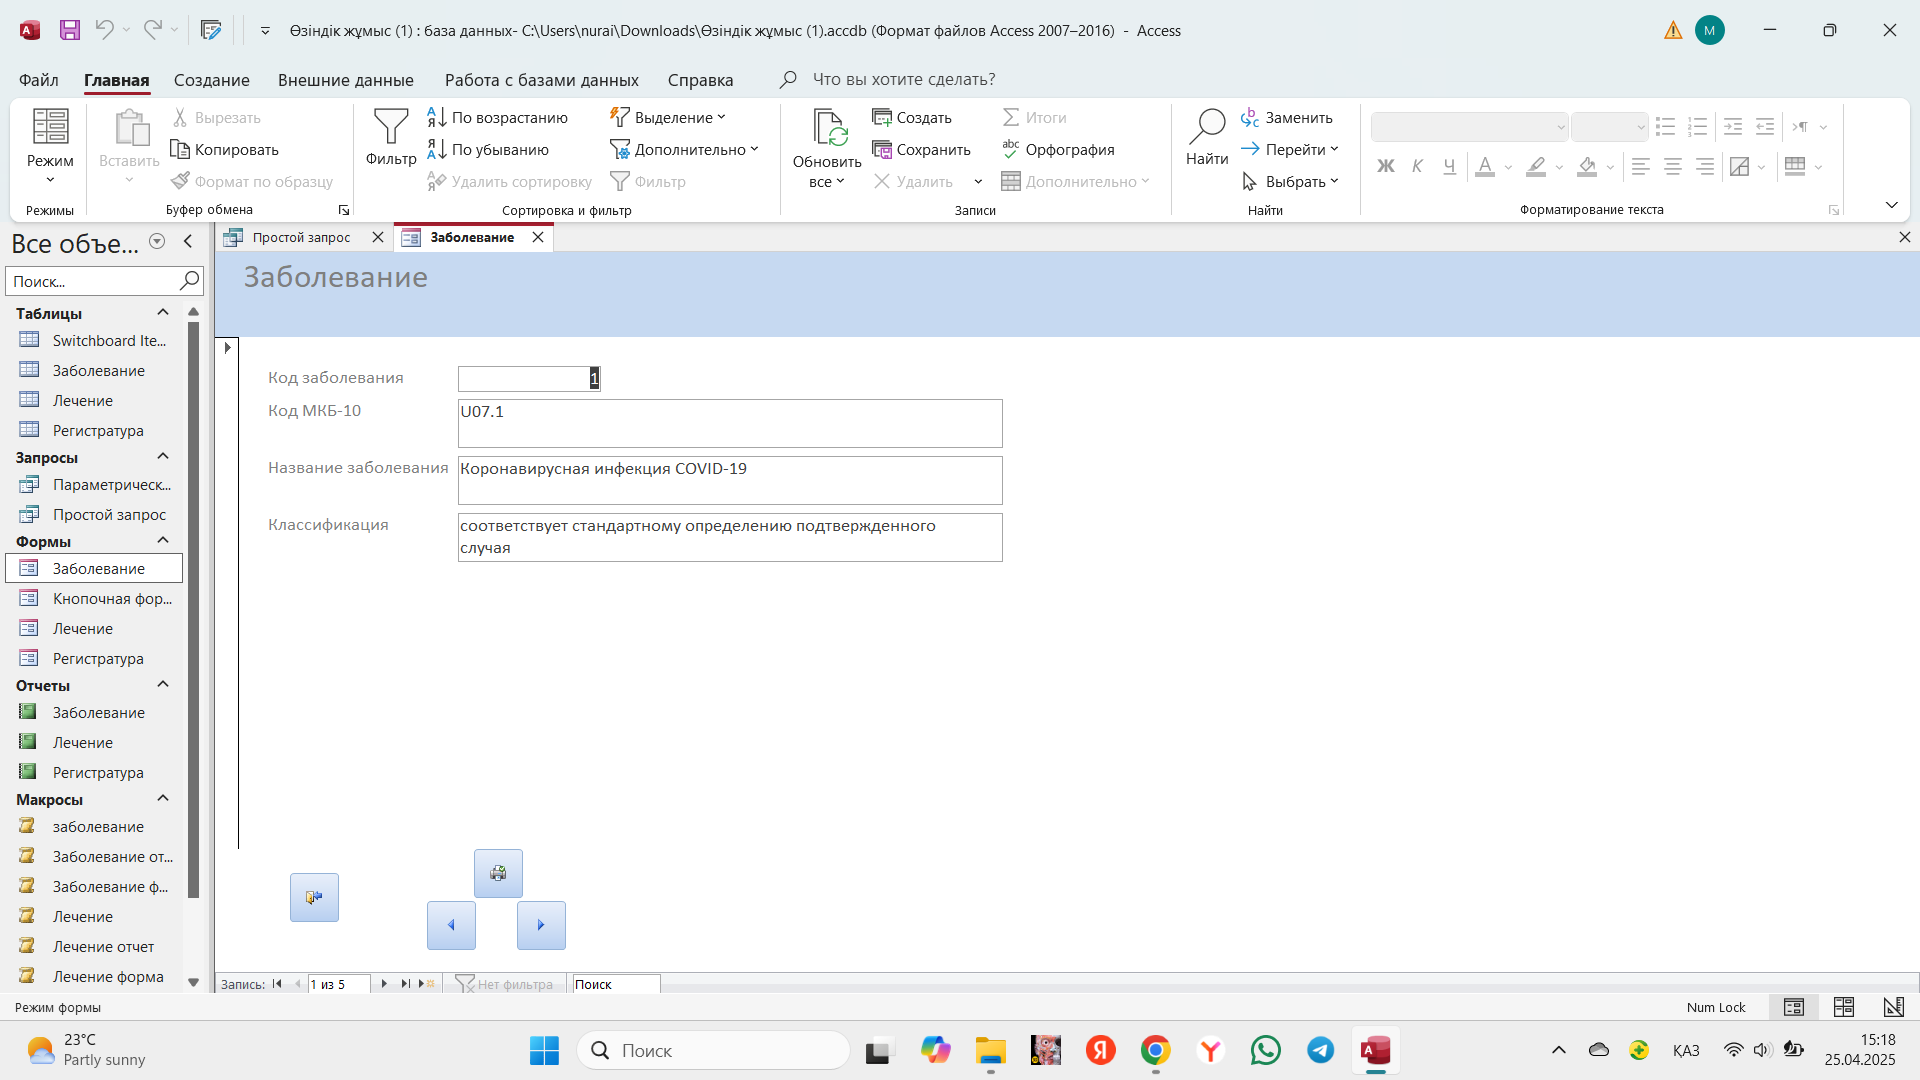 Өзіндік жұмыс (1) : база данных- C:\Users\nurai\Downloads\Өзіндік жұмыс (1).accdb (Формат файлов Access 2007–2016)  -  Access
M
Файл Главная Создание Внешние данные Работа с базами данных Справка Что вы хотите сделать?
Режим
Режимы
Вставить
Вырезать
Копировать
Формат по образцу
Буфер обмена
Фильтр
По возрастанию
По убыванию
Удалить сортировку
Выделение
Дополнительно
Фильтр
Сортировка и фильтр
Обновить
все
Создать
Сохранить
Удалить
Итоги
Орфография
Дополнительно
Записи
Найти
Заменить
Перейти
Выбрать
Найти
Ж К Ч А
Форматирование текста
Все объе...
Поиск...
Таблицы
Switchboard Ite...
Заболевание
Лечение
Регистратура
Запросы
Параметрическ...
Простой запрос
Формы
Заболевание
Кнопочная фор...
Лечение
Регистратура
Отчеты
Заболевание
Лечение
Регистратура
Макросы
заболевание
Заболевание от...
Заболевание ф...
Лечение
Лечение отчет
Лечение форма
Простой запрос Заболевание
Заболевание
Код заболевания 1
Код МКБ-10 U07.1
Название заболевания Коронавирусная инфекция COVID-19
Классификация соответствует стандартному определению подтвержденного
случая
Запись: 1 из 5 Нет фильтра Поиск
Режим формы Num Lock
23°C
Partly sunny
Поиск
ҚАЗ
15:18
25.04.2025